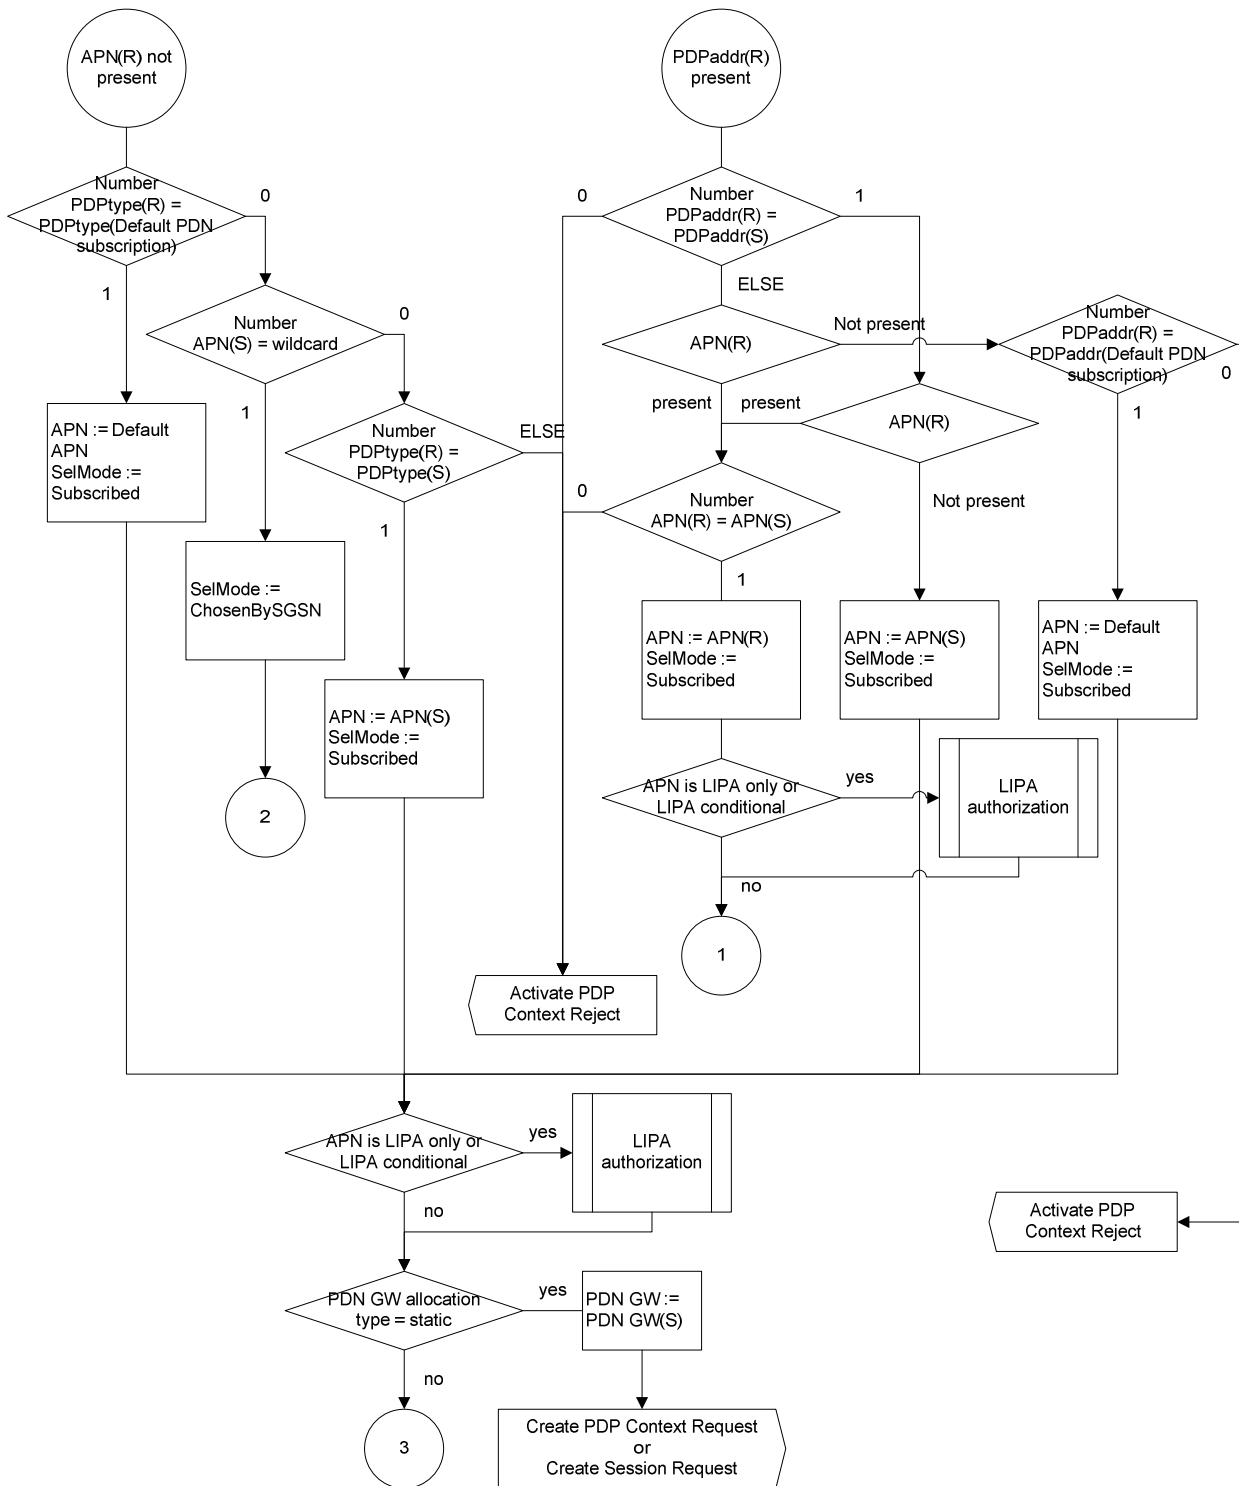 APN(R) not
present
PDPaddr(R)
present
Number
PDPtype(R) =
PDPtype(Default PDN
subscription)
0
1
Number
APN(S) = wildcard
0
1
Number
PDPtype(R) =
PDPtype(S)
ELSE
1
APN := Default
APN
SelMode :=
Subscribed
SelMode :=
ChosenBySGSN
APN := APN(S)
SelMode :=
Subscribed
2
0
Number
PDPaddr(R) =
PDPaddr(S)
1
ELSE
APN(R)
Not present
Number
PDPaddr(R) =
PDPaddr(Default PDN
subscription)
0
1
present
present
APN(R)
Not present
0
Number
APN(R) = APN(S)
1
APN := APN(R)
SelMode :=
Subscribed
APN := APN(S)
SelMode :=
Subscribed
APN := Default
APN
SelMode :=
Subscribed
APN is LIPA only or
LIPA conditional
yes
LIPA
authorization
no
1
Activate PDP
Context Reject
APN is LIPA only or
LIPA conditional
yes
LIPA
authorization
no
Activate PDP
Context Reject
PDN GW allocation
type = static
yes
PDN GW :=
PDN GW(S)
no
3
Create PDP Context Request
or
Create Session Request